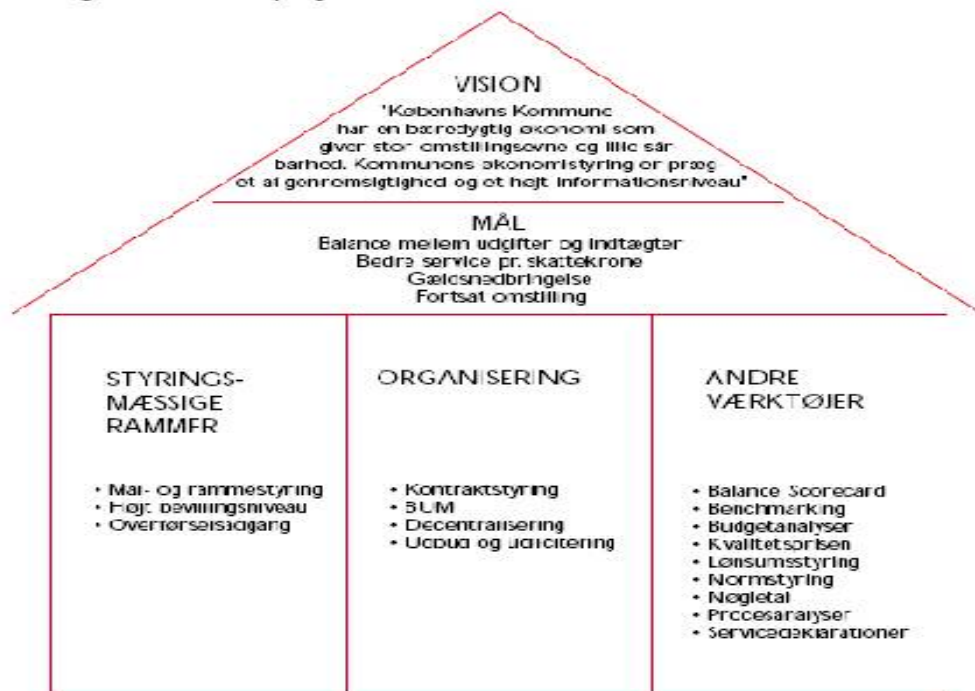 VISION
"Københavns Kommune
har en bæredygtig økonomi som
giver stor omstillingsevne og lille sår
barhed. Kommunens økonomistyring er præg
et af genromsigtighed og et højt informationsniveau"
MÅL
Balance mellem udgifter og indtægter
Bedre service pr. skattekrone
Gældsnedbringelse
Fortsat omstilling
STYRINGS-
MÆSSIGE
RAMMER
• Mål- og rammestyring
• Højt bevillingsniveau
• Overførselsadgang
ORGANISERING
• Kontraktstyring
• BUM
• Decentralisering
• Udbud og udlicitering
ANDRE
VÆRKTØJER
• Balance Scorecard
• Benchmarking
• Budgetanalyser
• Kvalitetsprisen
• Lønsumsstyring
• Normstyring
• Nøgletal
• Procesanalyser
• Servicedeklarationer